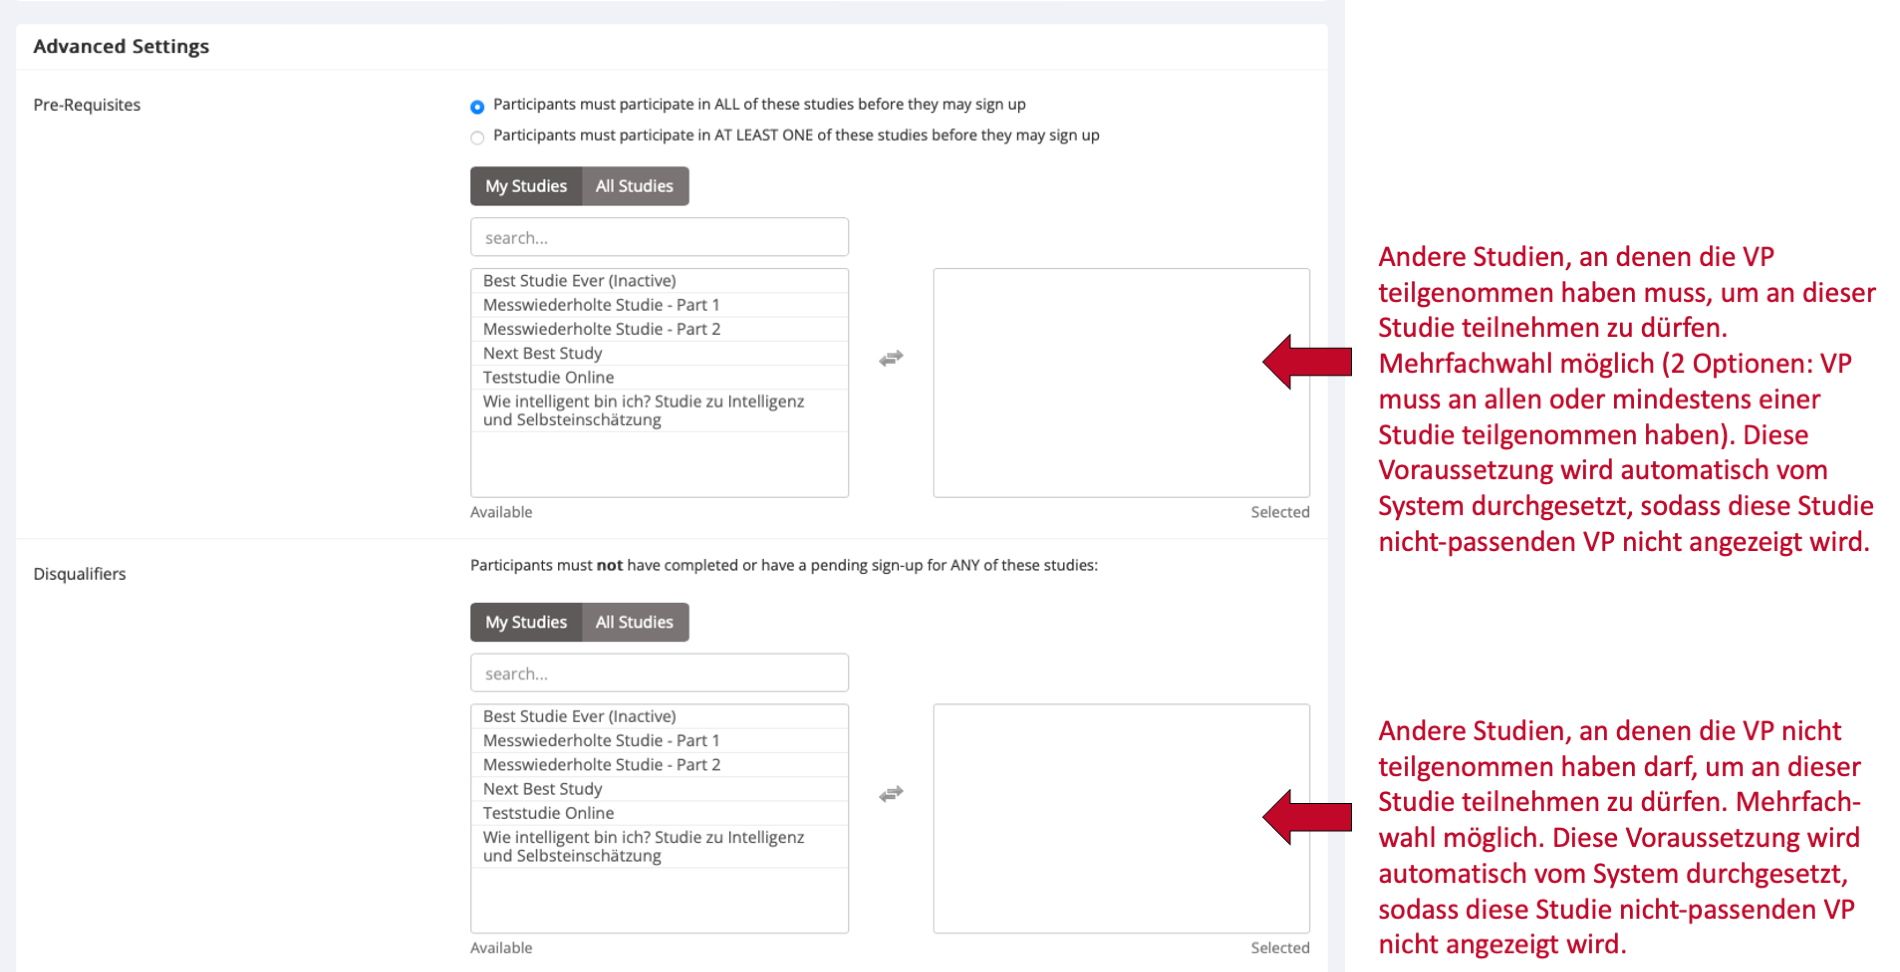 Advanced Settings
Pre-Requisites
Participants must participate in ALL of these studies before they may sign up
Participants must participate in AT LEAST ONE of these studies before they may sign up
My Studies All Studies
search...
Best Studie Ever (Inactive)
Messwiederholte Studie - Part 1
Messwiederholte Studie - Part 2
Next Best Study
Teststudie Online
Wie intelligent bin ich? Studie zu Intelligenz
und Selbsteinschätzung
Available
Selected
Andere Studien, an denen die VP
teilgenommen haben muss, um an dieser
Studie teilnehmen zu dürfen.
Mehrfachwahl möglich (2 Optionen: VP
muss an allen oder mindestens einer
Studie teilgenommen haben). Diese
Voraussetzung wird automatisch vom
System durchgesetzt, sodass diese Studie
nicht-passenden VP nicht angezeigt wird.
Disqualifiers
Participants must not have completed or have a pending sign-up for ANY of these studies:
My Studies All Studies
search...
Best Studie Ever (Inactive)
Messwiederholte Studie - Part 1
Messwiederholte Studie - Part 2
Next Best Study
Teststudie Online
Wie intelligent bin ich? Studie zu Intelligenz
und Selbsteinschätzung
Available
Selected
Andere Studien, an denen die VP nicht
teilgenommen haben darf, um an dieser
Studie teilnehmen zu dürfen. Mehrfach-
wahl möglich. Diese Voraussetzung wird
automatisch vom System durchgesetzt,
sodass diese Studie nicht-passenden VP
nicht angezeigt wird.